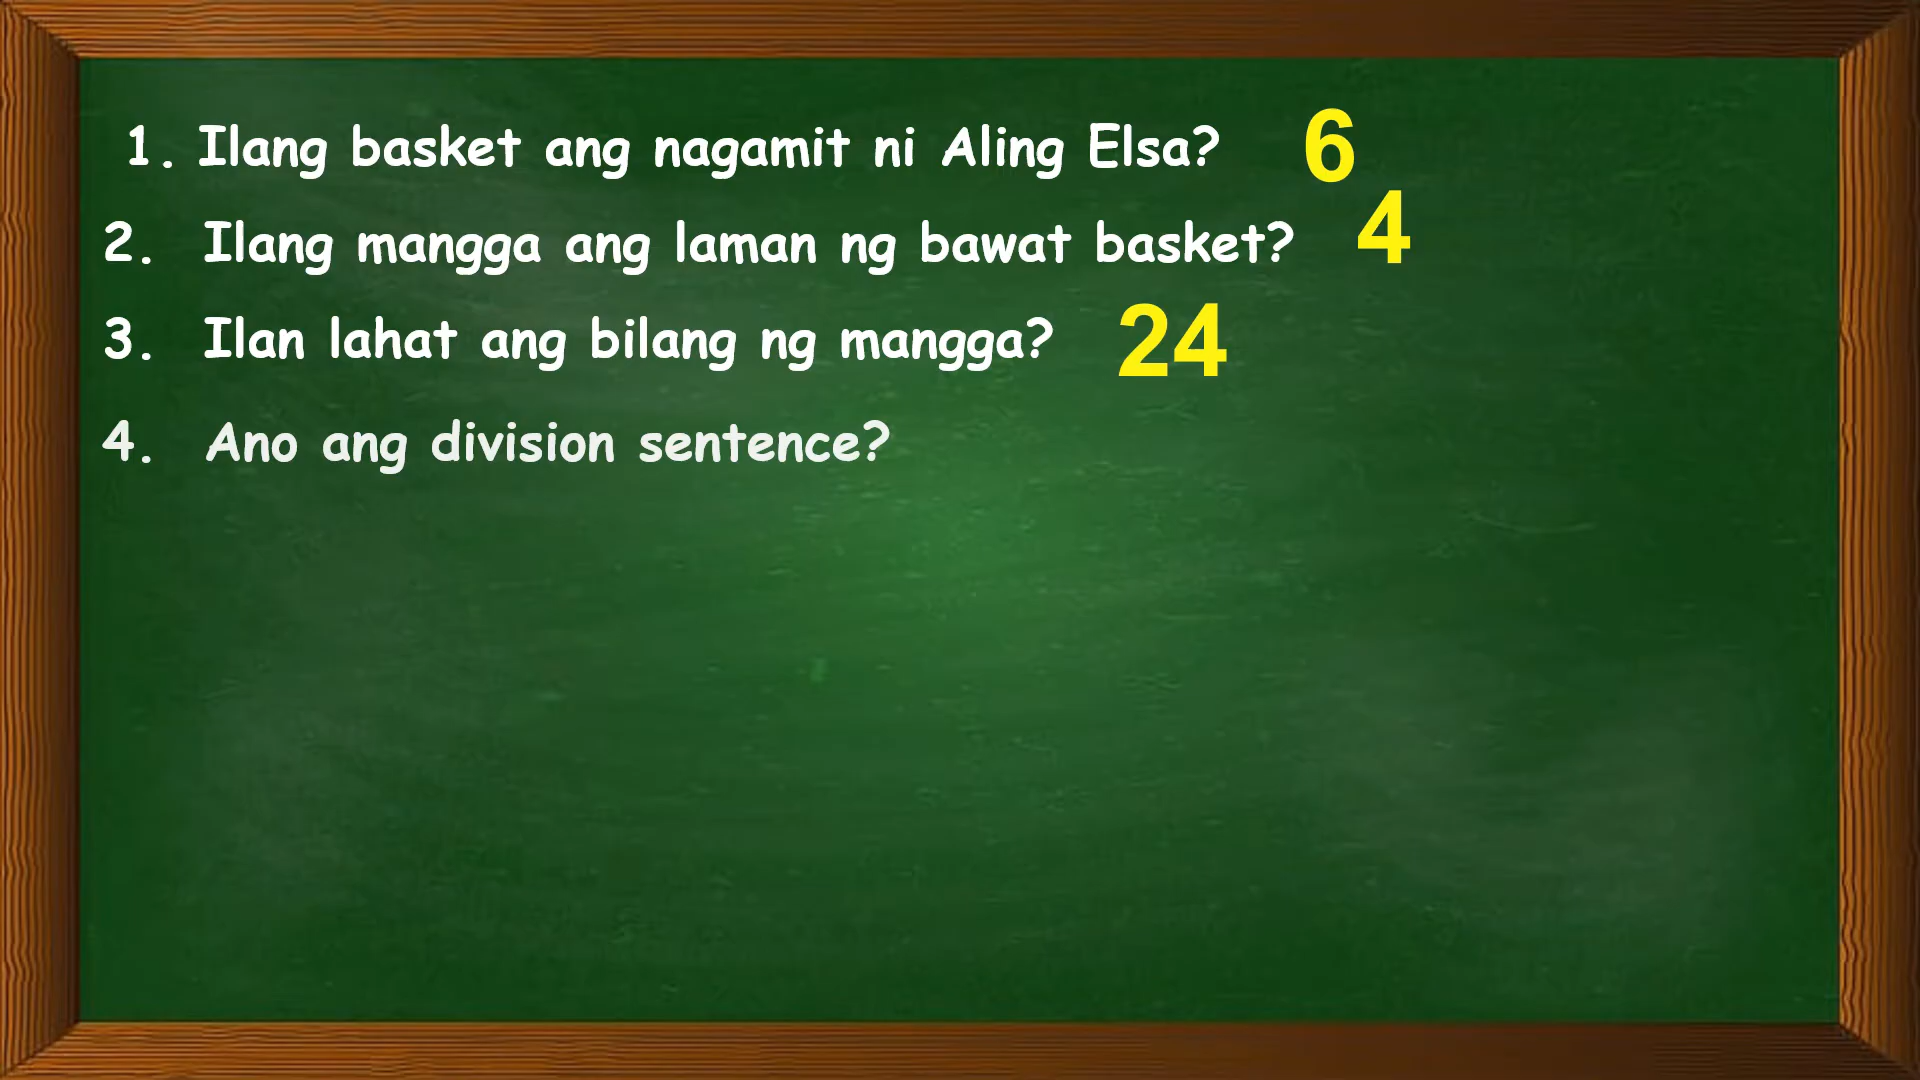 1. Ilang basket ang nagamit ni Aling Elsa? 6
2. Ilang mangga ang laman ng bawat basket? 4
3. Ilan lahat ang bilang ng mangga? 24
4. Ano ang division sentence?